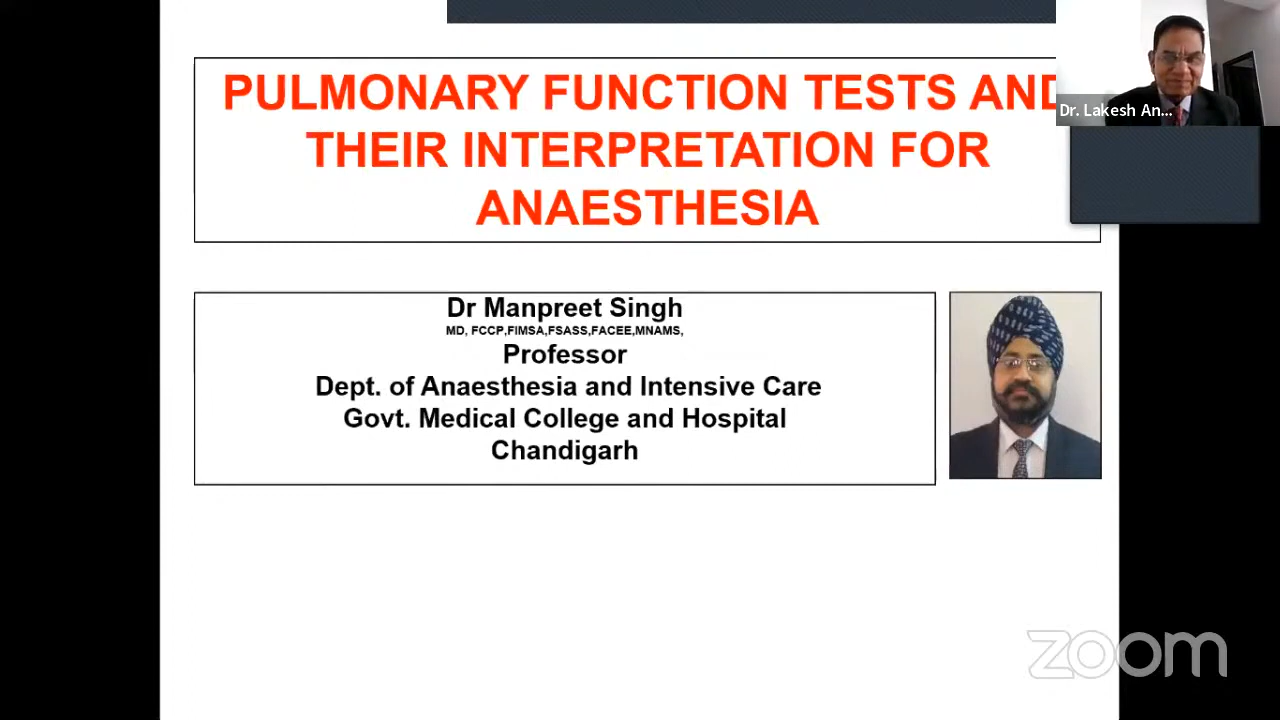 PULMONARY FUNCTION TESTS AND
THEIR INTERPRETATION FOR
ANAESTHESIA
Dr. Lakesh An...
Dr Manpreet Singh
MD, FCCP,FIMSA,FSASS,FACEE,MNAMS,
Professor
Dept. of Anaesthesia and Intensive Care
Govt. Medical College and Hospital
Chandigarh
zoom